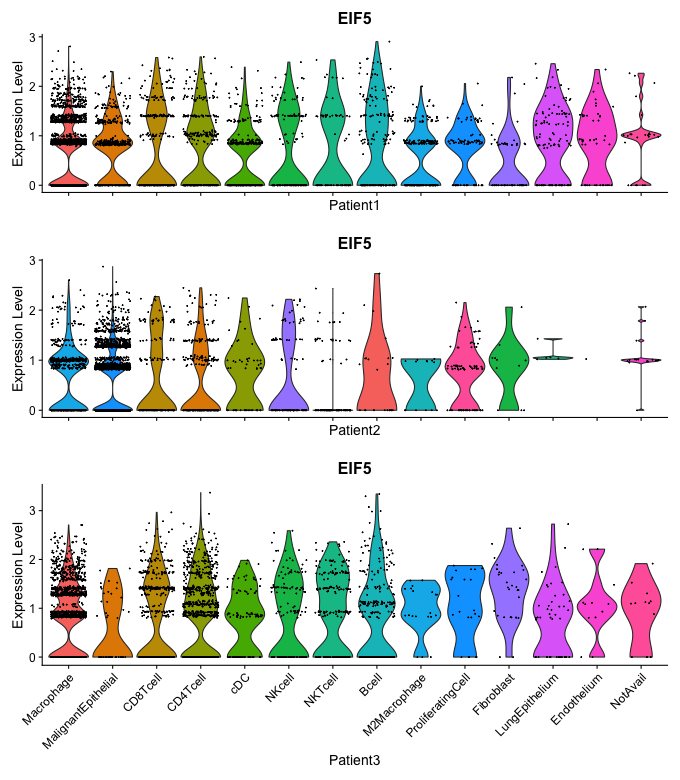 EIF5
Expression Level
3
2
1
0
Patient1
EIF5
Expression Level
3
2
1
0
Patient2
EIF5
Expression Level
3
2
1
0
Macrophage
MalignantEpithelial
CD8Tcell
CD4Tcell
cDC
NKcell
NKTcell
Bcell
M2Macrophage
ProliferatingCell
Fibroblast
LungEpithelium
Endothelium
NotAvail
Patient3